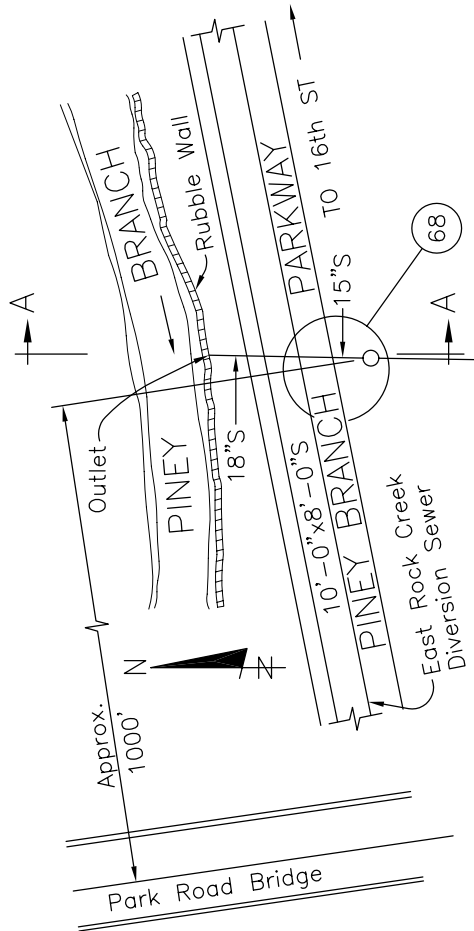 A
A
PINEY
BRANCH
Outlet
Rubble Wall
18"S
15"S
10'-0"x8'-0"S
PINEY BRANCH PARKWAY
TO 16th ST
68
East Rock Creek
Diversion Sewer
N
N
Approx.
1000'
Park Road Bridge